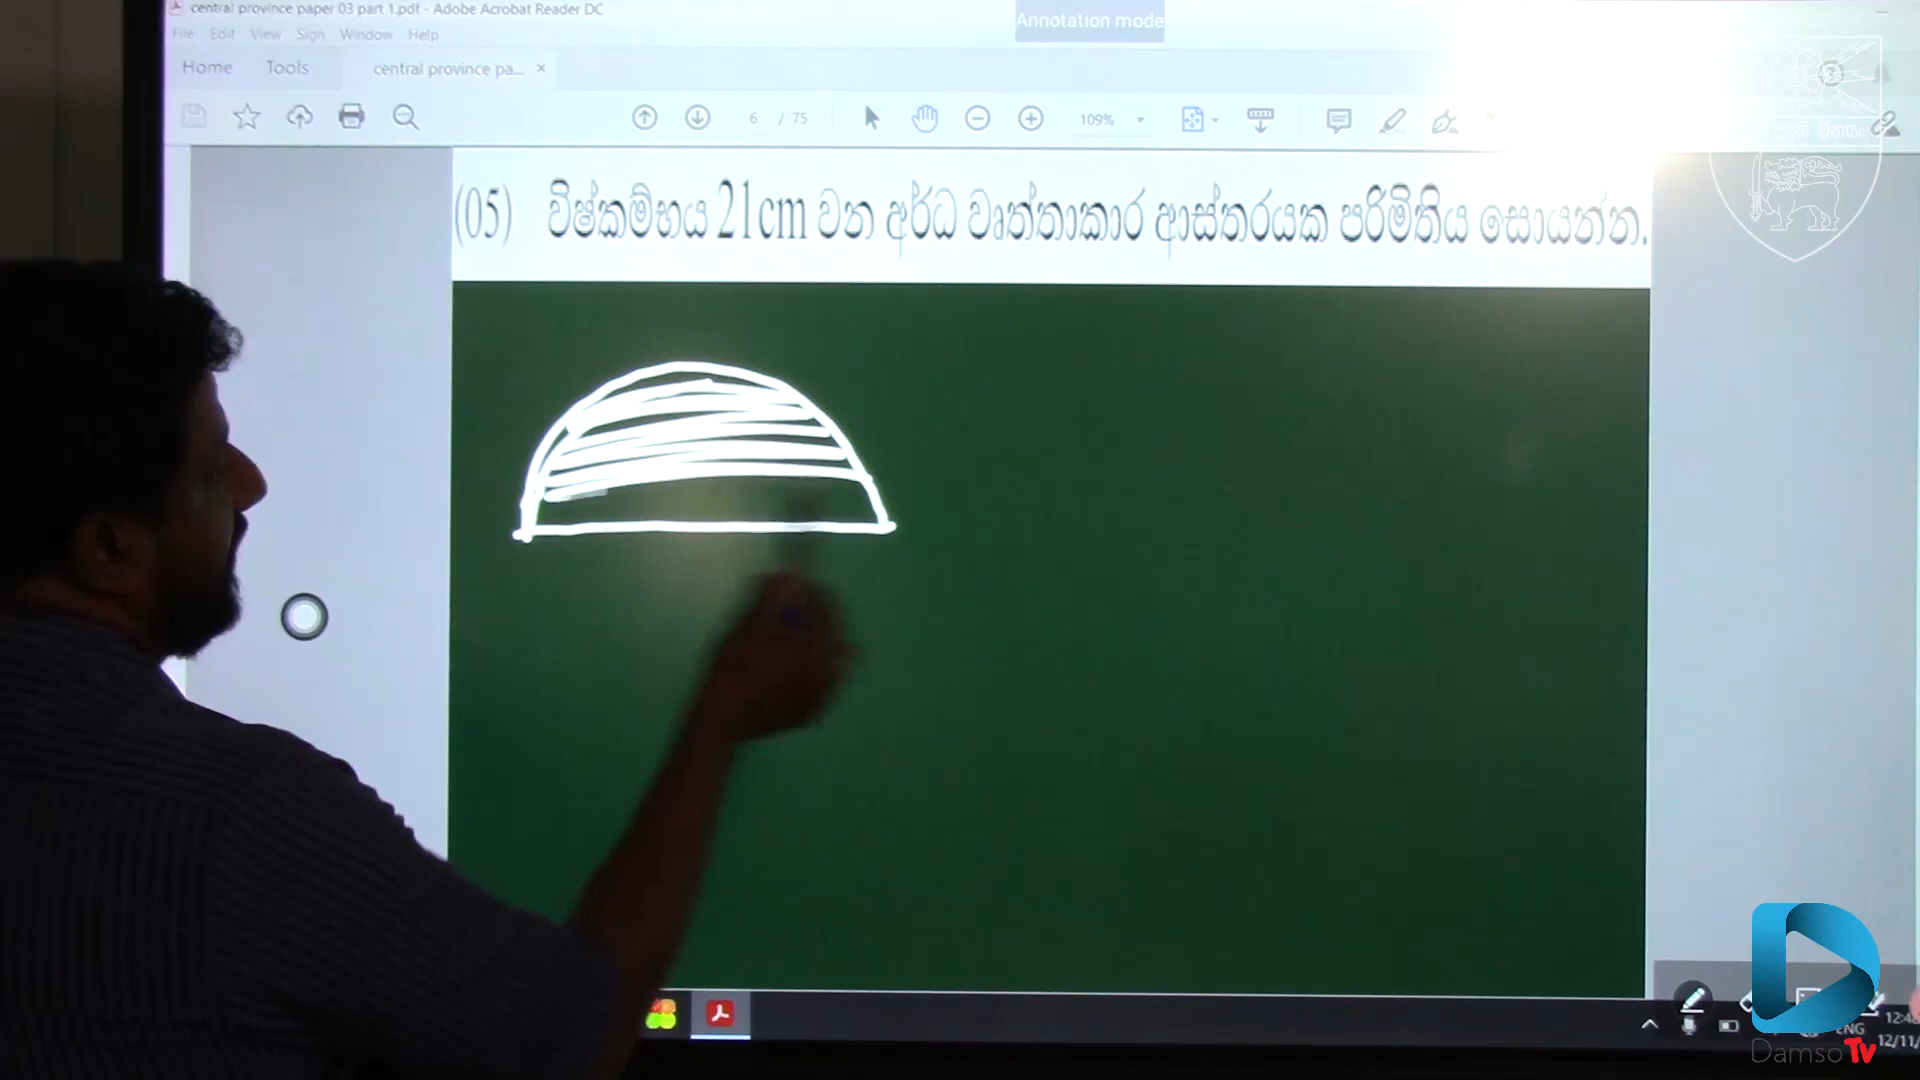 central province paper 03 part 1.pdf - Adobe Acrobat Reader DC
Annotation mode
File Edit View Sign Window Help
Home Tools central province pa... ×
6 / 75 109%
(05) විෂ්කම්භය 21cm වන අර්ධ වෘත්තාකාර ආස්තරයක පරිමිතිය සොයන්න.
ENG
DamsoTv